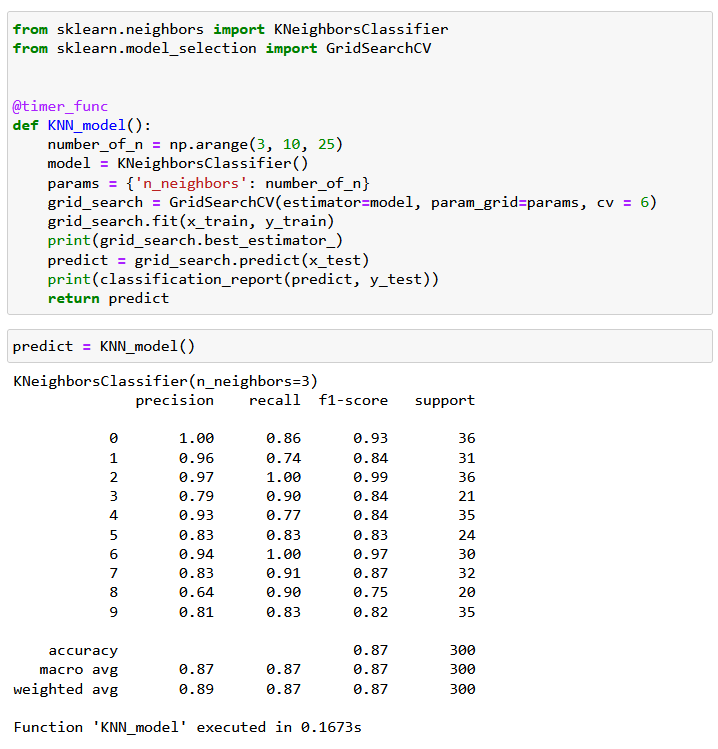 from sklearn.neighbors import KNeighborsClassifier
from sklearn.model_selection import GridSearchCV
@timer_func
def KNN_model():
    number_of_n = np.arange(3, 10, 25)
    model = KNeighborsClassifier()
    params = {'n_neighbors': number_of_n}
    grid_search = GridSearchCV(estimator=model, param_grid=params, cv = 6)
    grid_search.fit(x_train, y_train)
    print(grid_search.best_estimator_)
    predict = grid_search.predict(x_test)
    print(classification_report(predict, y_test))
    return predict
predict = KNN_model()
KNeighborsClassifier(n_neighbors=3)
              precision    recall  f1-score   support
           0       1.00      0.86      0.93        36
           1       0.96      0.74      0.84        31
           2       0.97      1.00      0.99        36
           3       0.79      0.90      0.84        21
           4       0.93      0.77      0.84        35
           5       0.83      0.83      0.83        24
           6       0.94      1.00      0.97        30
           7       0.83      0.91      0.87        32
           8       0.64      0.90      0.75        20
           9       0.81      0.83      0.82        35
    accuracy                           0.87       300
   macro avg       0.87      0.87      0.87       300
weighted avg       0.89      0.87      0.87       300
Function 'KNN_model' executed in 0.1673s